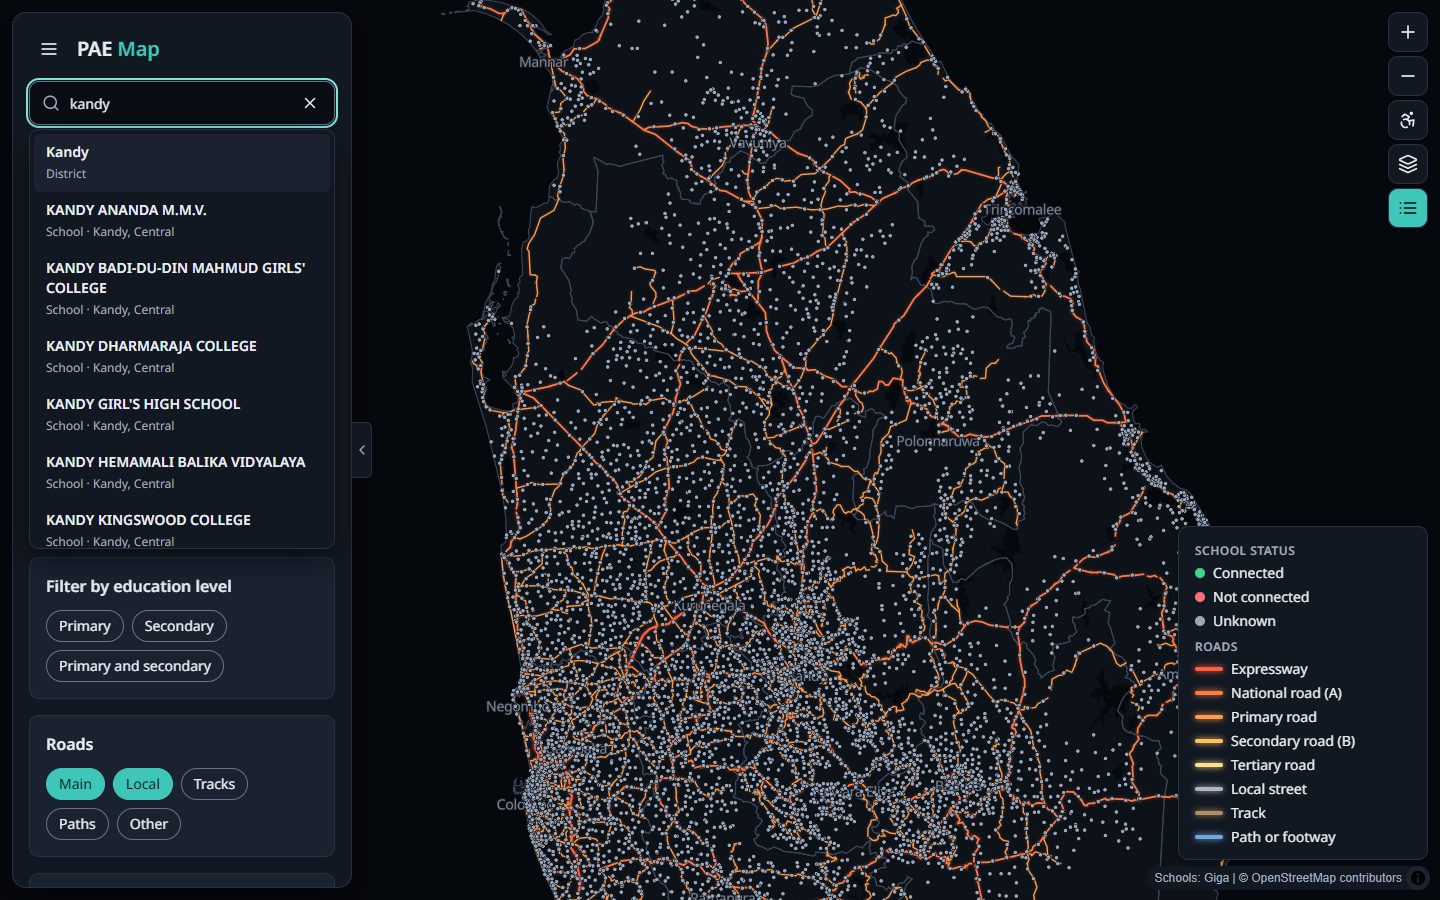 PAE Map
kandy
Kandy
District
KANDY ANANDA M.M.V.
School · Kandy, Central
KANDY BADI-DU-DIN MAHMUD GIRLS'
COLLEGE
School · Kandy, Central
KANDY DHARMARAJA COLLEGE
School · Kandy, Central
KANDY GIRL'S HIGH SCHOOL
School · Kandy, Central
KANDY HEMAMALI BALIKA VIDYALAYA
School · Kandy, Central
KANDY KINGSWOOD COLLEGE
School · Kandy, Central
Filter by education level
Primary
Secondary
Primary and secondary
Roads
Main
Local
Tracks
Paths
Other
Mannar
Vavuniya
Trincomalee
Polonnaruwa
Kurunegala
Negombo
SCHOOL STATUS
Connected
Not connected
Unknown
ROADS
Expressway
National road (A)
Primary road
Secondary road (B)
Tertiary road
Local street
Track
Path or footway
Schools: Giga | © OpenStreetMap contributors